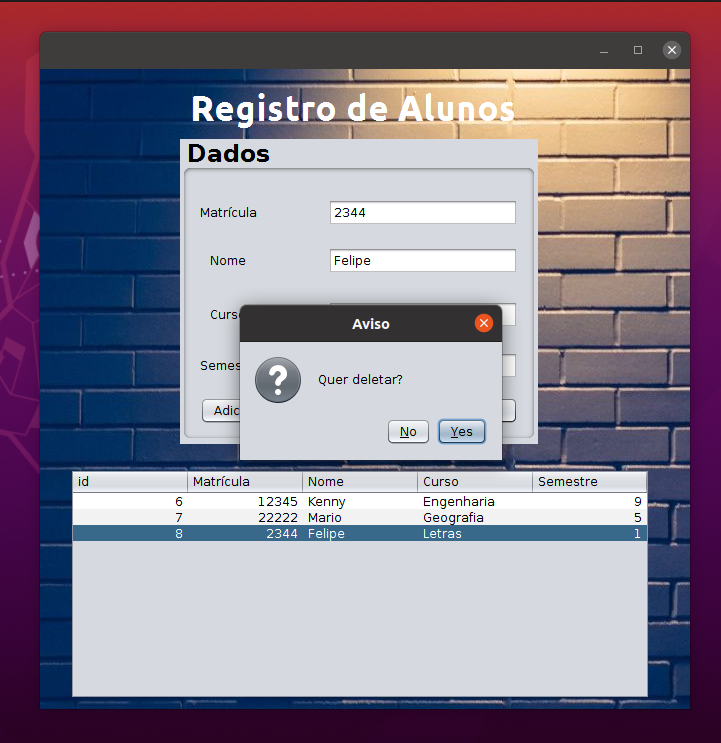 Registro de Alunos
Dados
Matrícula 2344
Nome Felipe
Curso
Aviso
Semes
Quer deletar?
Adic
No Yes
id Matrícula Nome Curso Semestre
6 12345 Kenny Engenharia 9
7 22222 Mario Geografia 5
8 2344 Felipe Letras 1